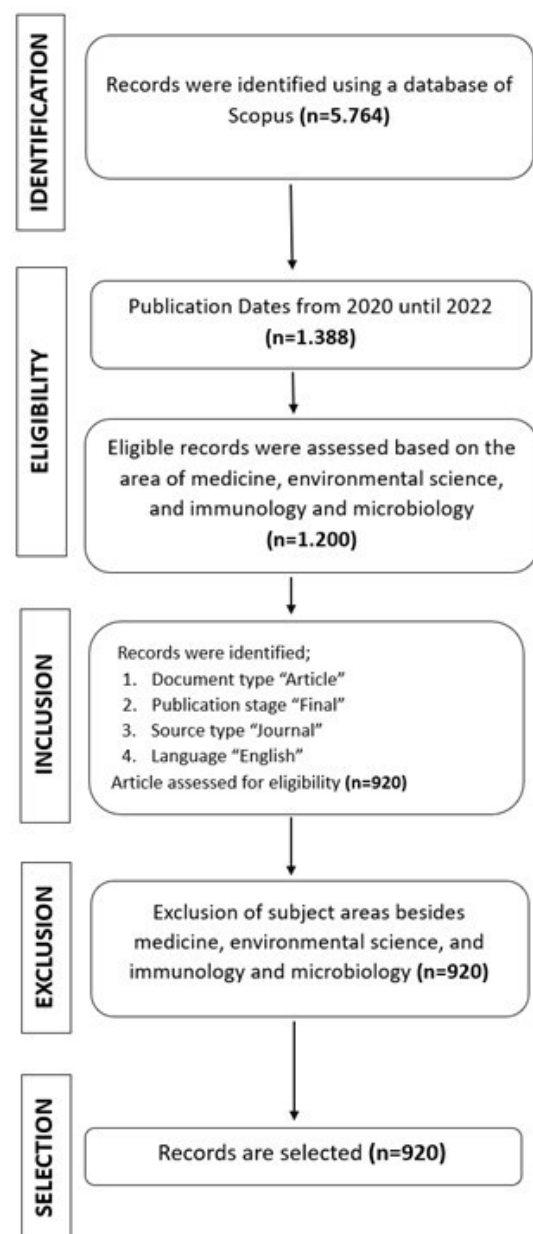 IDENTIFICATION
Records were identified using a database of
Scopus (n=5.764)
ELIGIBILITY
Publication Dates from 2020 until 2022
(n=1.388)
Eligible records were assessed based on the
area of medicine, environmental science,
and immunology and microbiology
(n=1.200)
INCLUSION
Records were identified;
1. Document type “Article”
2. Publication stage “Final”
3. Source type “Journal”
4. Language “English”
Article assessed for eligibility (n=920)
EXCLUSION
Exclusion of subject areas besides
medicine, environmental science, and
immunology and microbiology (n=920)
SELECTION
Records are selected (n=920)